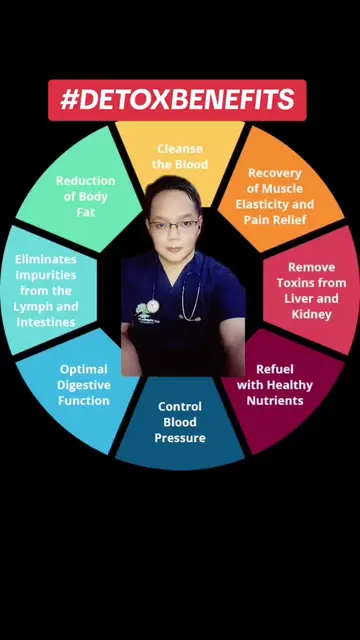 #DETOXBENEFITS
Cleanse
the Blood
Recovery
of Muscle
Elasticity and
Pain Relief
Remove
Toxins from
Liver and
Kidney
Refuel
with Healthy
Nutrients
Control
Blood
Pressure
Optimal
Digestive
Function
Eliminates
Impurities
from the
Lymph and
Intestines
Reduction
of Body
Fat